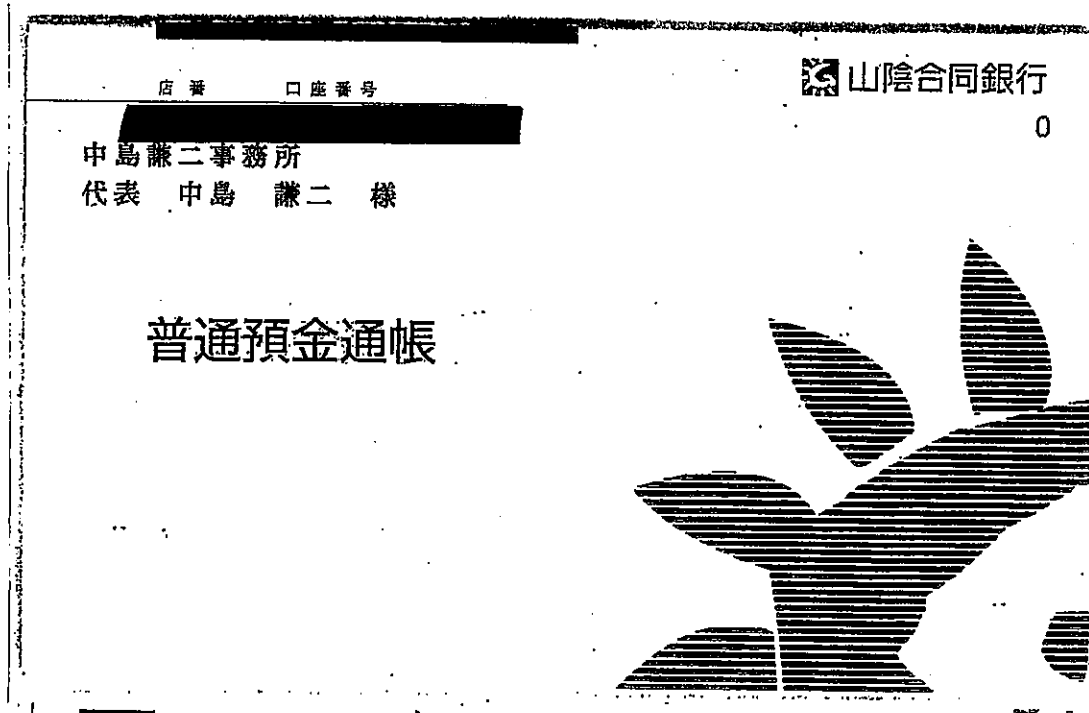 店番 口座番号
山陰合同銀行
0
中島謙二事務所
代表 中島 謙二 様
普通預金通帳